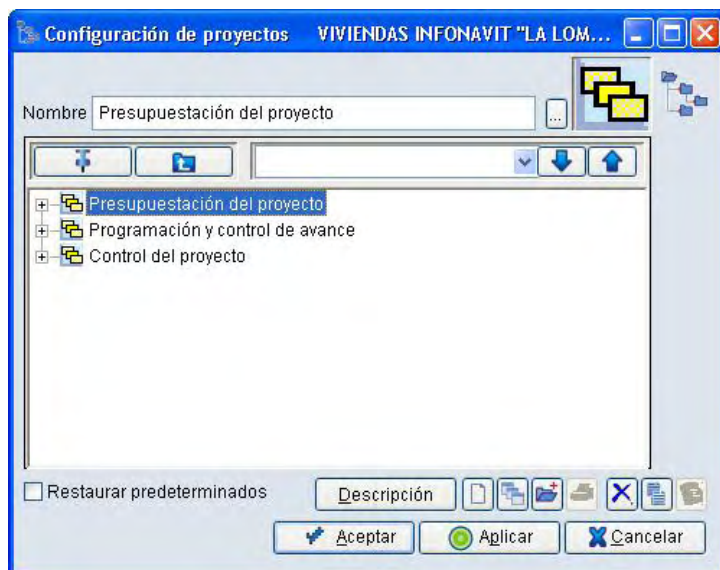 Configuración de proyectos VIVIENDAS INFONAVIT "LA LOM...
Nombre Presupuestación del proyecto ...
Presupuestación del proyecto
Programación y control de avance
Control del proyecto
Restaurar predeterminados Descripción
Aceptar Aplicar Cancelar